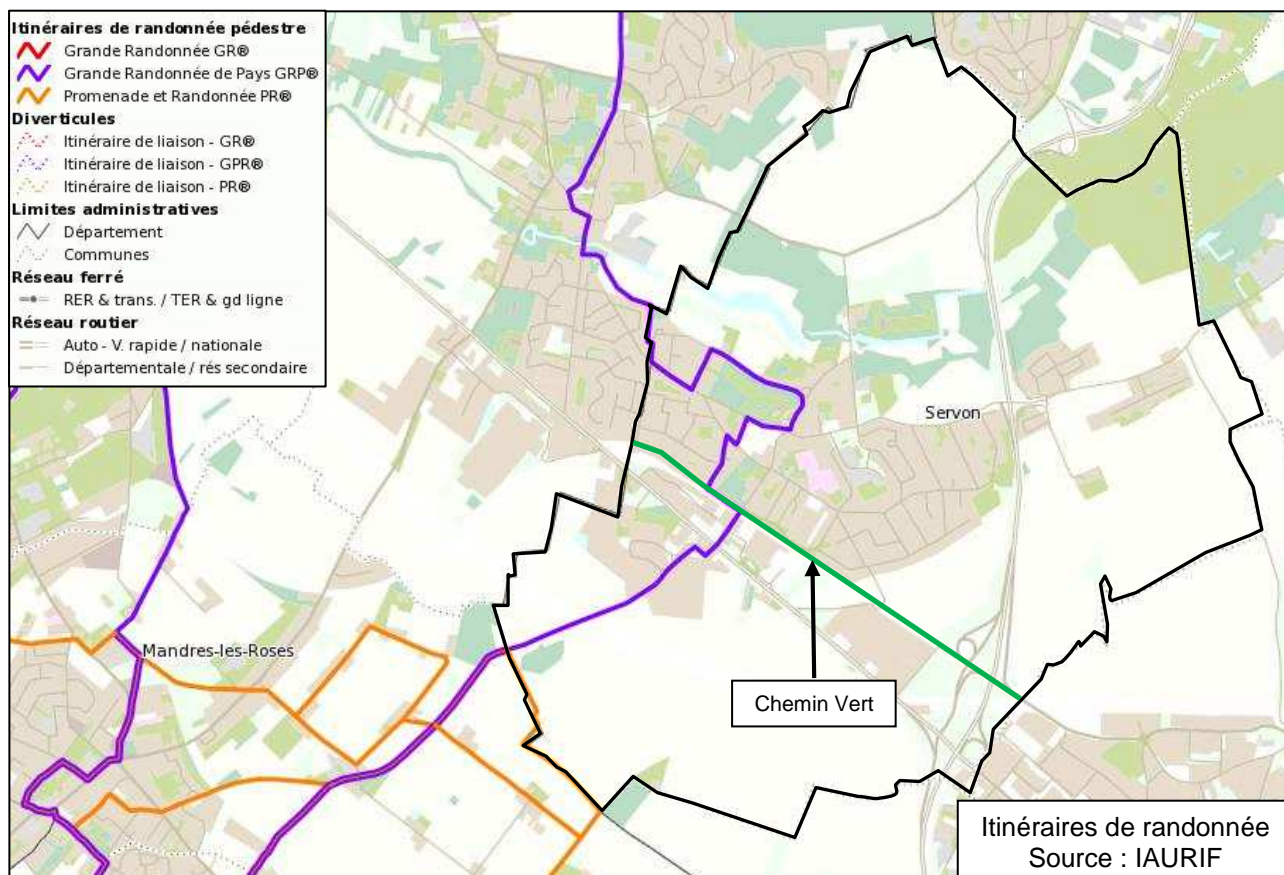 Itinéraires de randonnée pédestre
Grande Randonnée GR®
Grande Randonnée de Pays GRP®
Promenade et Randonnée PR®
Diverticules
Itinéraire de liaison - GR®
Itinéraire de liaison - GPR®
Itinéraire de liaison - PR®
Limites administratives
Département
Communes
Réseau ferré
RER & trans. / TER & gd ligne
Réseau routier
Auto - V. rapide / nationale
Départementale / rés secondaire
Servon
Mandres-les-Roses
Chemin Vert
Itinéraires de randonnée
Source : IAURIF